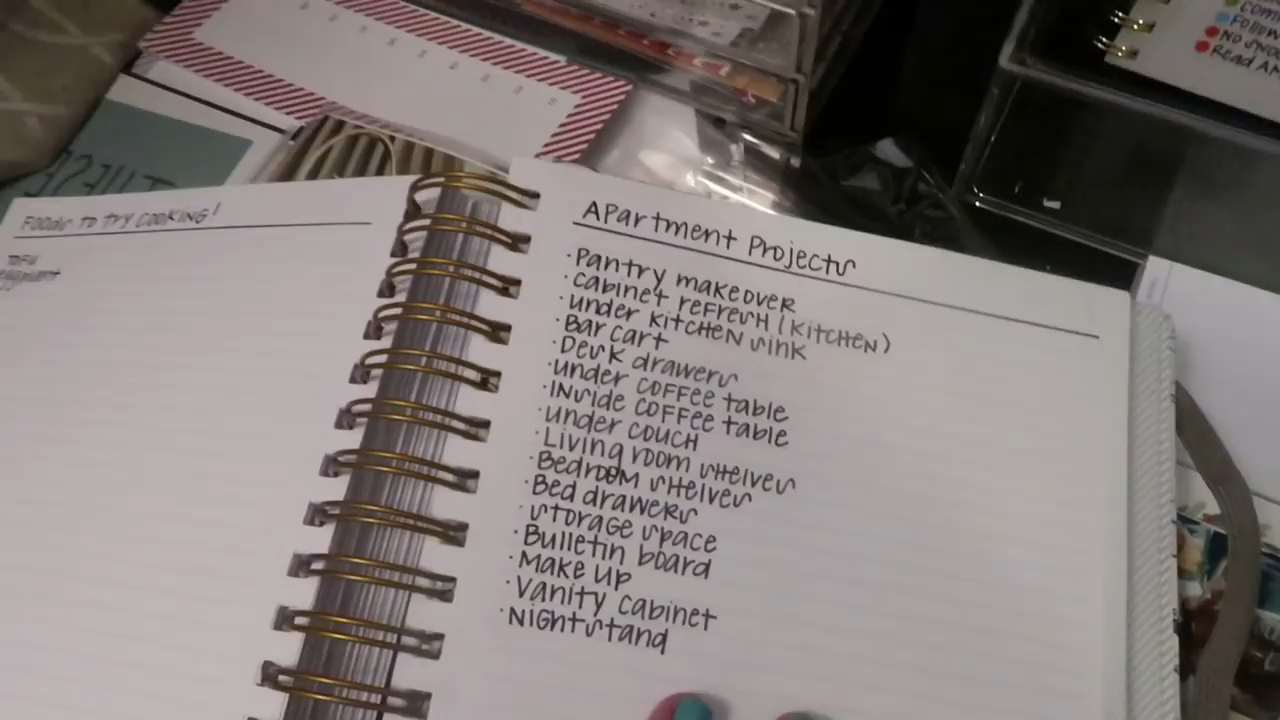 Foods to try cooking!
Apartment Projects
· Pantry makeover
· Cabinet refresh (kitchen)
· Under kitchen sink
· Bar cart
· Desk drawers
· Under coffee table
· Inside coffee table
· Under couch
· Living room shelves
· Bedroom shelves
· Bed drawers
· Storage space
· Bulletin board
· Make up
· Vanity cabinet
· Nightstand
Follow
Read